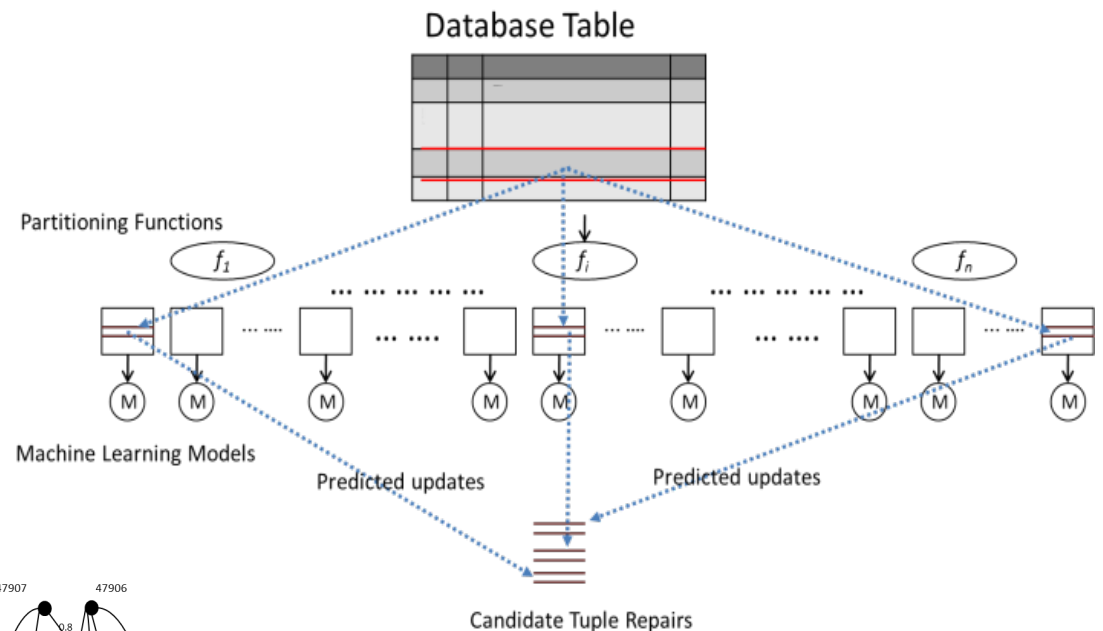 Database Table
Partitioning Functions
f1 fi fn
... ... ... ... ... ... ... ... ... ...
... .... ... .... ... .... ... .... ... ....
M M M M M M M M M
Machine Learning Models
Predicted updates Predicted updates
Candidate Tuple Repairs
47907 47906
0.8